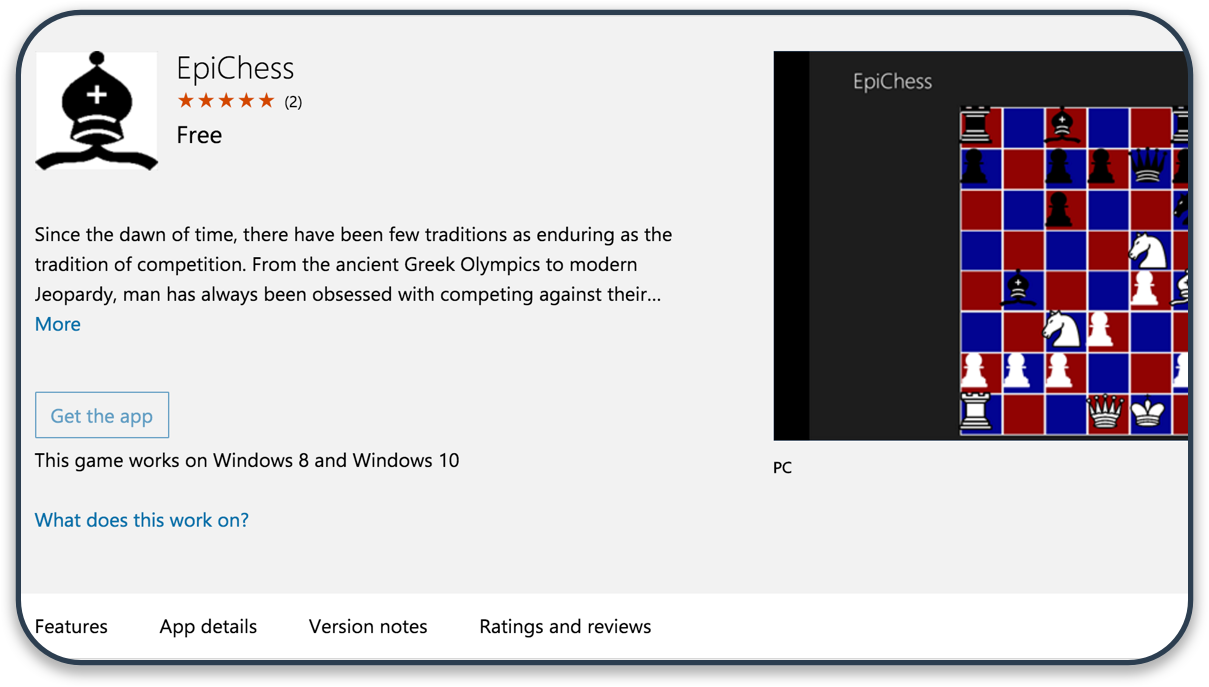 EpiChess
(2)
Free
Since the dawn of time, there have been few traditions as enduring as the
tradition of competition. From the ancient Greek Olympics to modern
Jeopardy, man has always been obsessed with competing against their...
More
Get the app
This game works on Windows 8 and Windows 10
What does this work on?
EpiChess
PC
Features
App details
Version notes
Ratings and reviews